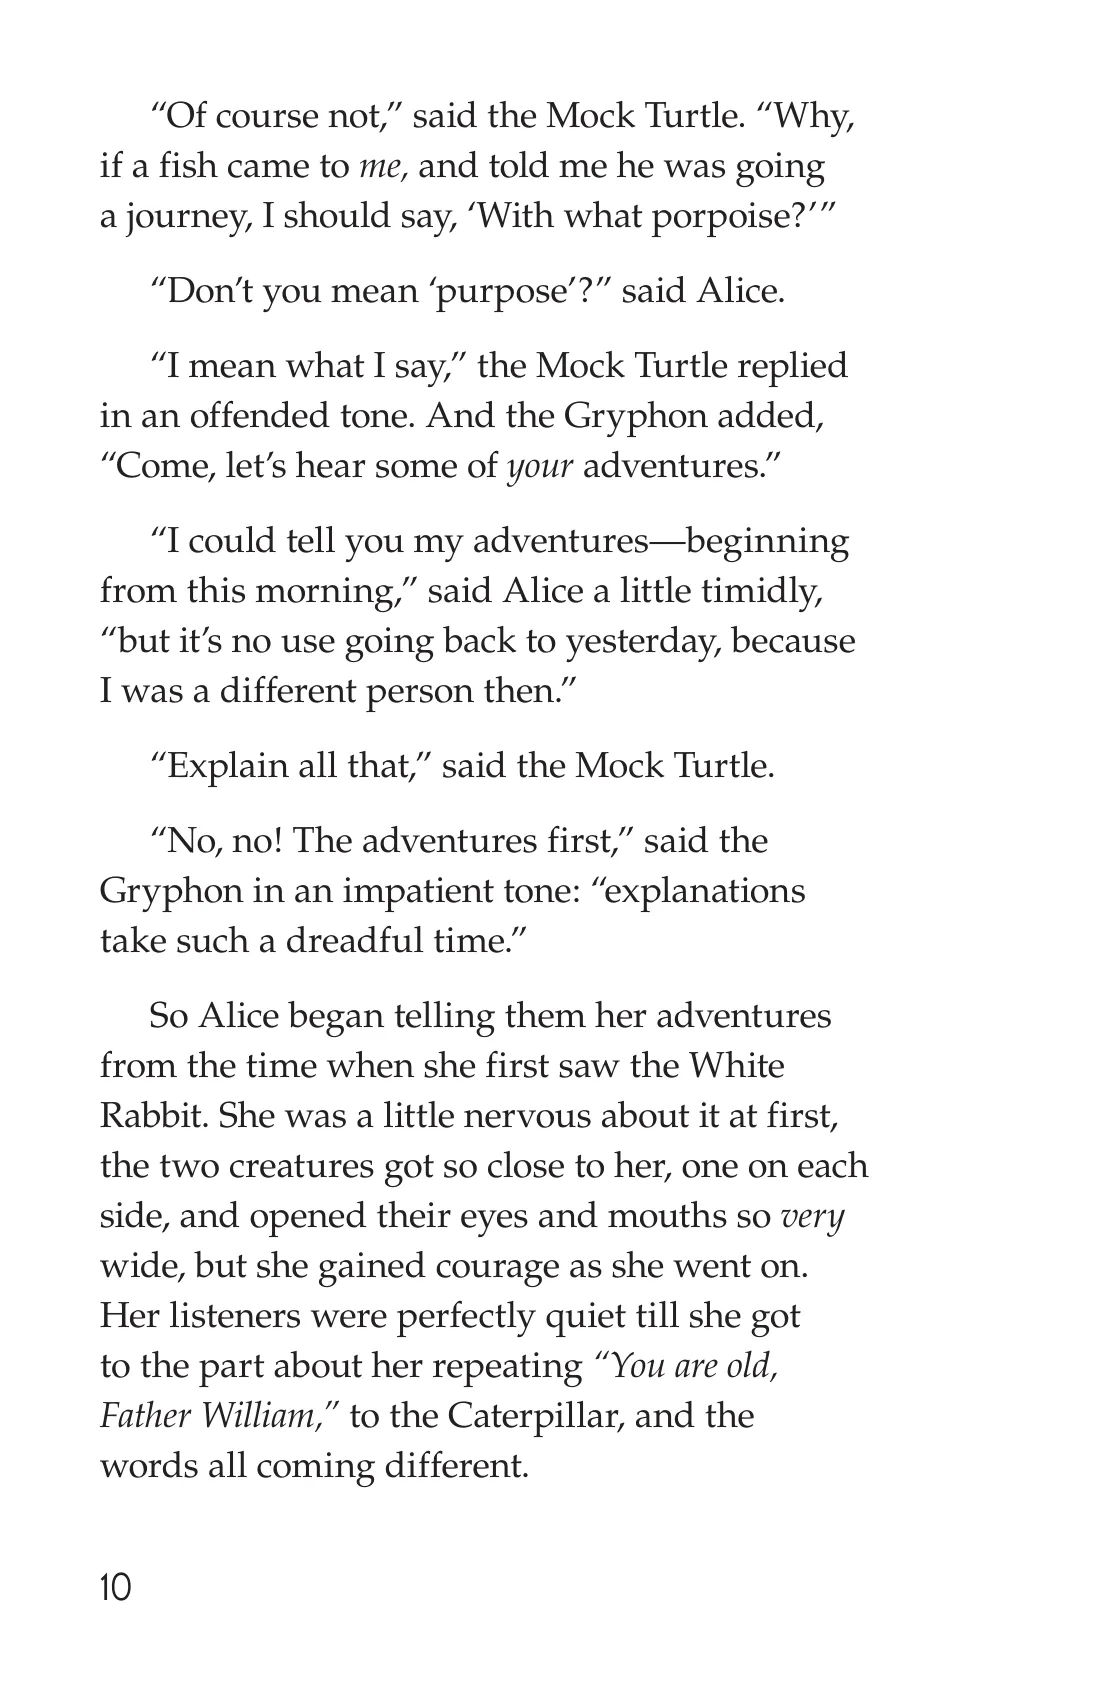 “Of course not,” said the Mock Turtle. “Why,
if a fish came to me, and told me he was going
a journey, I should say, ‘With what porpoise?’”
“Don’t you mean ‘purpose’?” said Alice.
“I mean what I say,” the Mock Turtle replied
in an offended tone. And the Gryphon added,
“Come, let’s hear some of your adventures.”
“I could tell you my adventures—beginning
from this morning,” said Alice a little timidly,
“but it’s no use going back to yesterday, because
I was a different person then.”
“Explain all that,” said the Mock Turtle.
“No, no! The adventures first,” said the
Gryphon in an impatient tone: “explanations
take such a dreadful time.”
So Alice began telling them her adventures
from the time when she first saw the White
Rabbit. She was a little nervous about it at first,
the two creatures got so close to her, one on each
side, and opened their eyes and mouths so very
wide, but she gained courage as she went on.
Her listeners were perfectly quiet till she got
to the part about her repeating “You are old,
Father William,” to the Caterpillar, and the
words all coming different.
10